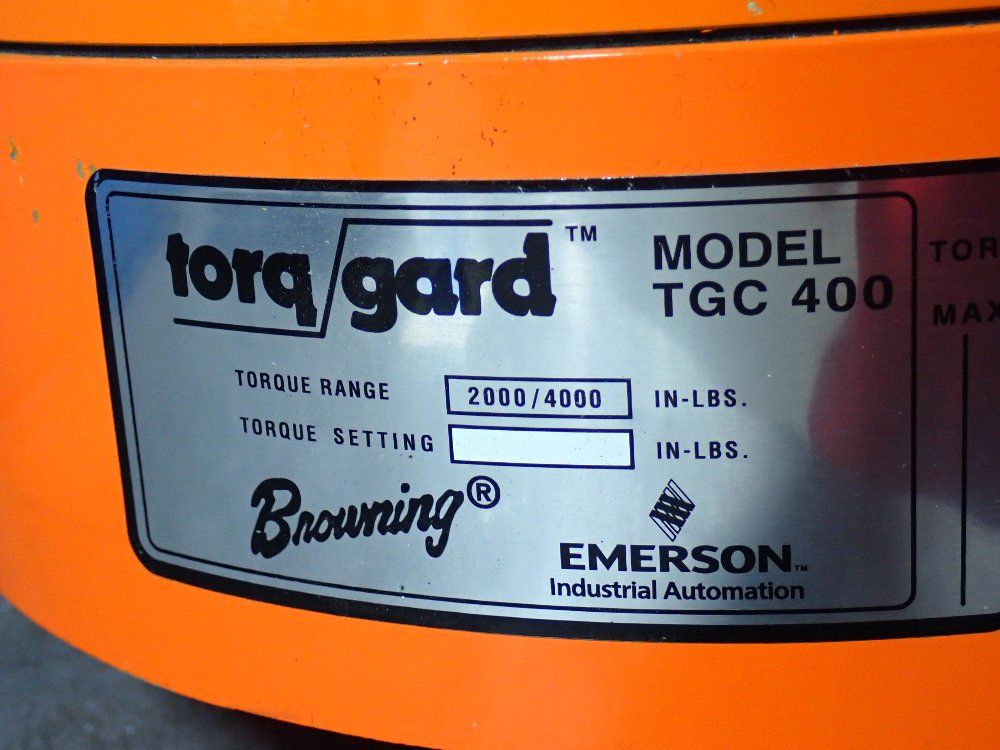 torq/gard™ MODEL
TGC 400
TORQUE RANGE 2000/4000 IN-LBS.
TORQUE SETTING IN-LBS.
Browning®
EMERSON™
Industrial Automation
MAX